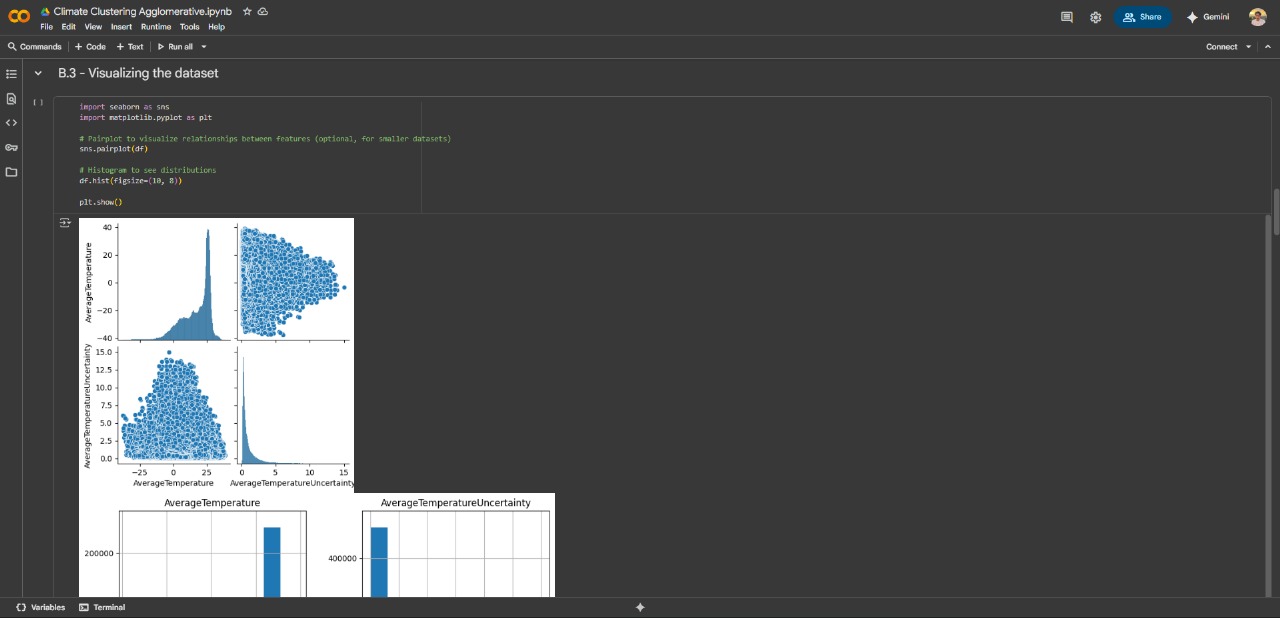 Climate Clustering Agglomerative.ipynb
File Edit View Insert Runtime Tools Help
Share
Gemini
Commands + Code + Text Run all
Connect
B.3 - Visualizing the dataset
[ ]
import seaborn as sns
import matplotlib.pyplot as plt
# Pairplot to visualize relationships between features (optional, for smaller datasets)
sns.pairplot(df)
# Histogram to see distributions
df.hist(figsize=(10, 8))
plt.show()
40
20
0
−20
−40
AverageTemperature
15.0
12.5
10.0
7.5
5.0
2.5
0.0
AverageTemperatureUncertainty
−25 0 25 0 5 10 15
AverageTemperature AverageTemperatureUncertainty
AverageTemperature AverageTemperatureUncertainty
200000 400000
Variables Terminal